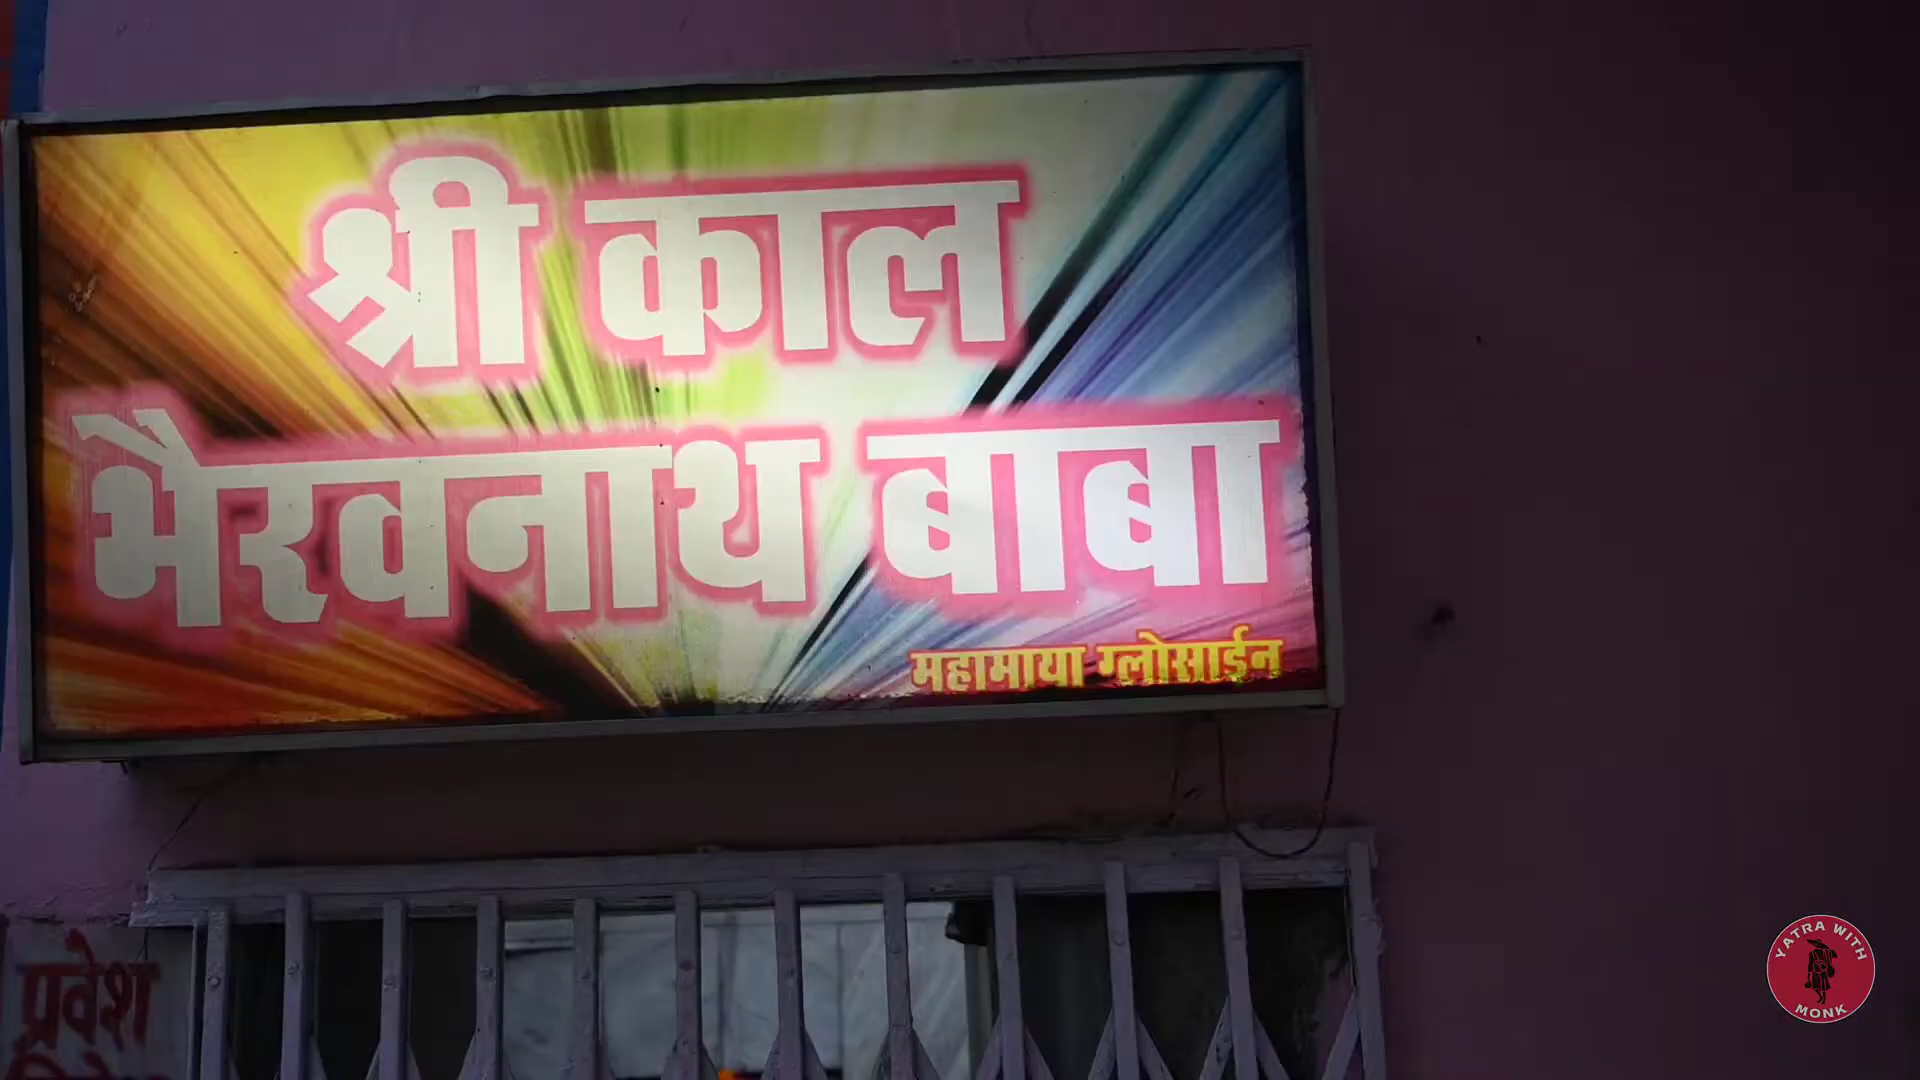 श्री काल
भैरवनाथ बाबा
महामाया ग्लोसाईन
प्रवेश
YATRA WITH
MONK